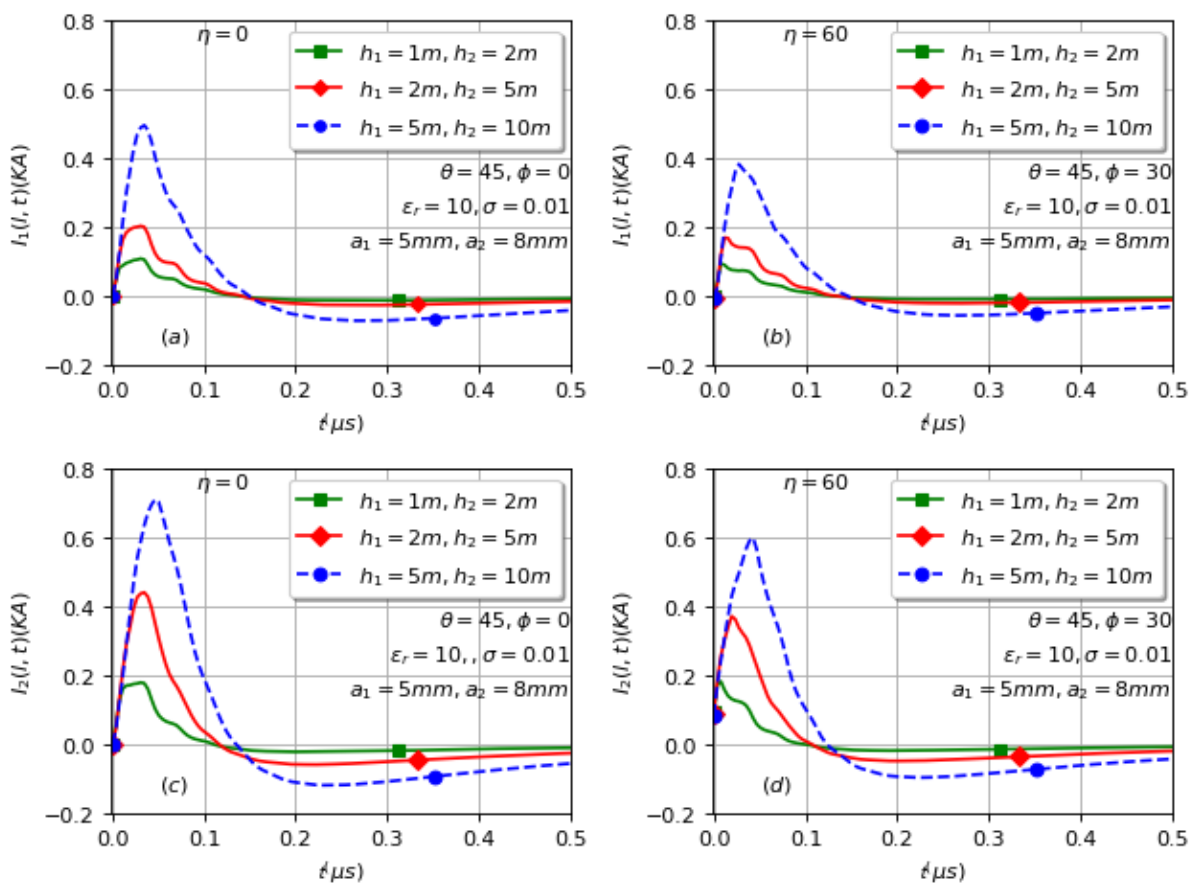 0.8
0.6
0.4
0.2
0.0
−0.2
I₁(l, t)(KA)
η = 0
h₁ = 1m, h₂ = 2m
h₁ = 2m, h₂ = 5m
h₁ = 5m, h₂ = 10m
θ = 45, ϕ = 0
εᵣ = 10, σ = 0.01
a₁ = 5mm, a₂ = 8mm
(a)
0.0 0.1 0.2 0.3 0.4 0.5
t(μs)
0.8
0.6
0.4
0.2
0.0
−0.2
I₁(l, t)(KA)
η = 60
h₁ = 1m, h₂ = 2m
h₁ = 2m, h₂ = 5m
h₁ = 5m, h₂ = 10m
θ = 45, ϕ = 30
εᵣ = 10, σ = 0.01
a₁ = 5mm, a₂ = 8mm
(b)
0.0 0.1 0.2 0.3 0.4 0.5
t(μs)
0.8
0.6
0.4
0.2
0.0
−0.2
I₂(l, t)(KA)
η = 0
h₁ = 1m, h₂ = 2m
h₁ = 2m, h₂ = 5m
h₁ = 5m, h₂ = 10m
θ = 45, ϕ = 0
εᵣ = 10, , σ = 0.01
a₁ = 5mm, a₂ = 8mm
(c)
0.0 0.1 0.2 0.3 0.4 0.5
t(μs)
0.8
0.6
0.4
0.2
0.0
−0.2
I₂(l, t)(KA)
η = 60
h₁ = 1m, h₂ = 2m
h₁ = 2m, h₂ = 5m
h₁ = 5m, h₂ = 10m
θ = 45, ϕ = 30
εᵣ = 10, σ = 0.01
a₁ = 5mm, a₂ = 8mm
(d)
0.0 0.1 0.2 0.3 0.4 0.5
t(μs)